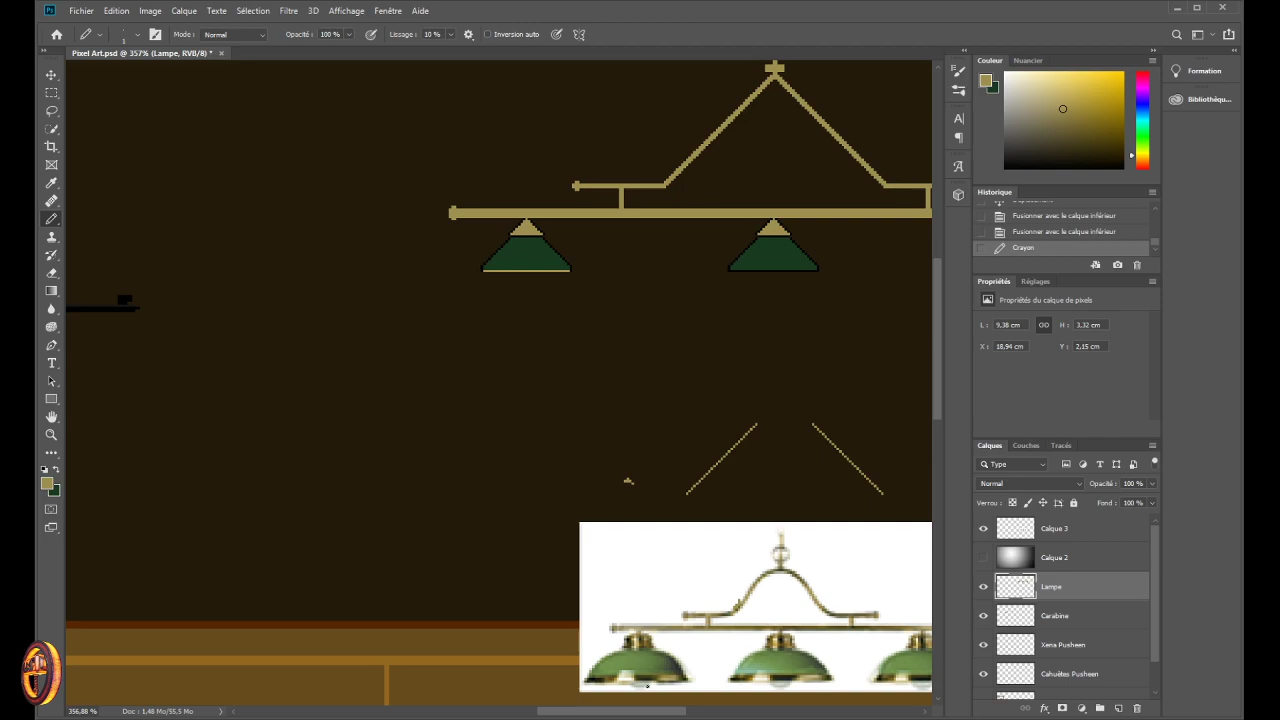 Fichier Edition Image Calque Texte Sélection Filtre 3D Affichage Fenêtre Aide
1 Mode : Normal Opacité : 100 % Lissage : 10 % Inversion auto
Pixel Art.psd @ 357% (Lampe, RVB/8) *
Couleur Nuancier
Formation
Bibliothèqu...
Historique
Fusionner avec le calque inférieur
Fusionner avec le calque inférieur
Crayon
Propriétés Réglages
Propriétés du calque de pixels
L : 9,38 cm H : 3,32 cm
X : 18,94 cm Y : 2,15 cm
Calques Couches Tracés
Type
Normal Opacité : 100 %
Verrou : Fond : 100 %
Calque 3
Calque 2
Lampe
Carabine
Xena Pusheen
Cahuètes Pusheen
356,88 % Doc : 1,48 Mo/55,5 Mo